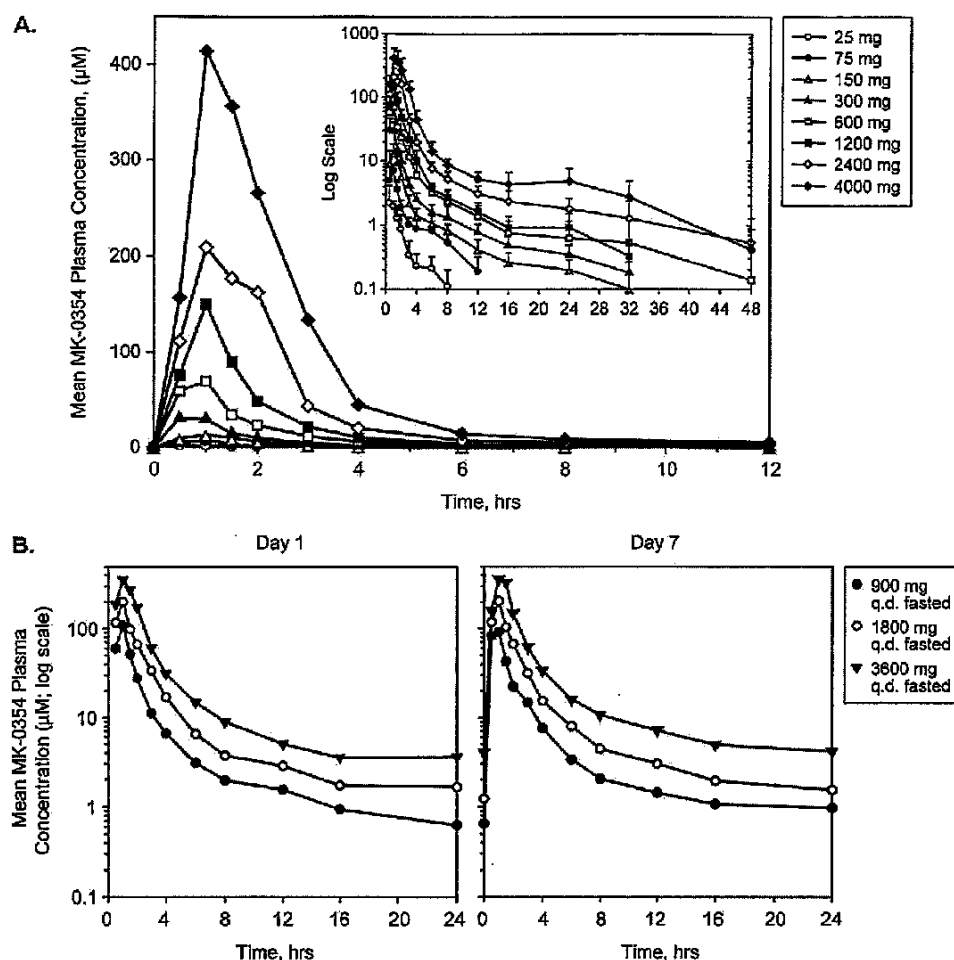 A.
Mean MK-0354 Plasma Concentration, (µM)
400
300
200
100
0
0 2 4 6 8 10 12
Time, hrs
Log Scale
1000
100
10
1
0.1
0 4 8 12 16 20 24 28 32 36 40 44 48
25 mg
75 mg
150 mg
300 mg
600 mg
1200 mg
2400 mg
4000 mg
B.
Day 1
Day 7
Mean MK-0354 Plasma
Concentration (µM; log scale)
100
10
1
0.1
0 4 8 12 16 20 24
Time, hrs
100
10
1
0.1
0 4 8 12 16 20 24
Time, hrs
900 mg
q.d. fasted
1800 mg
q.d. fasted
3600 mg
q.d. fasted